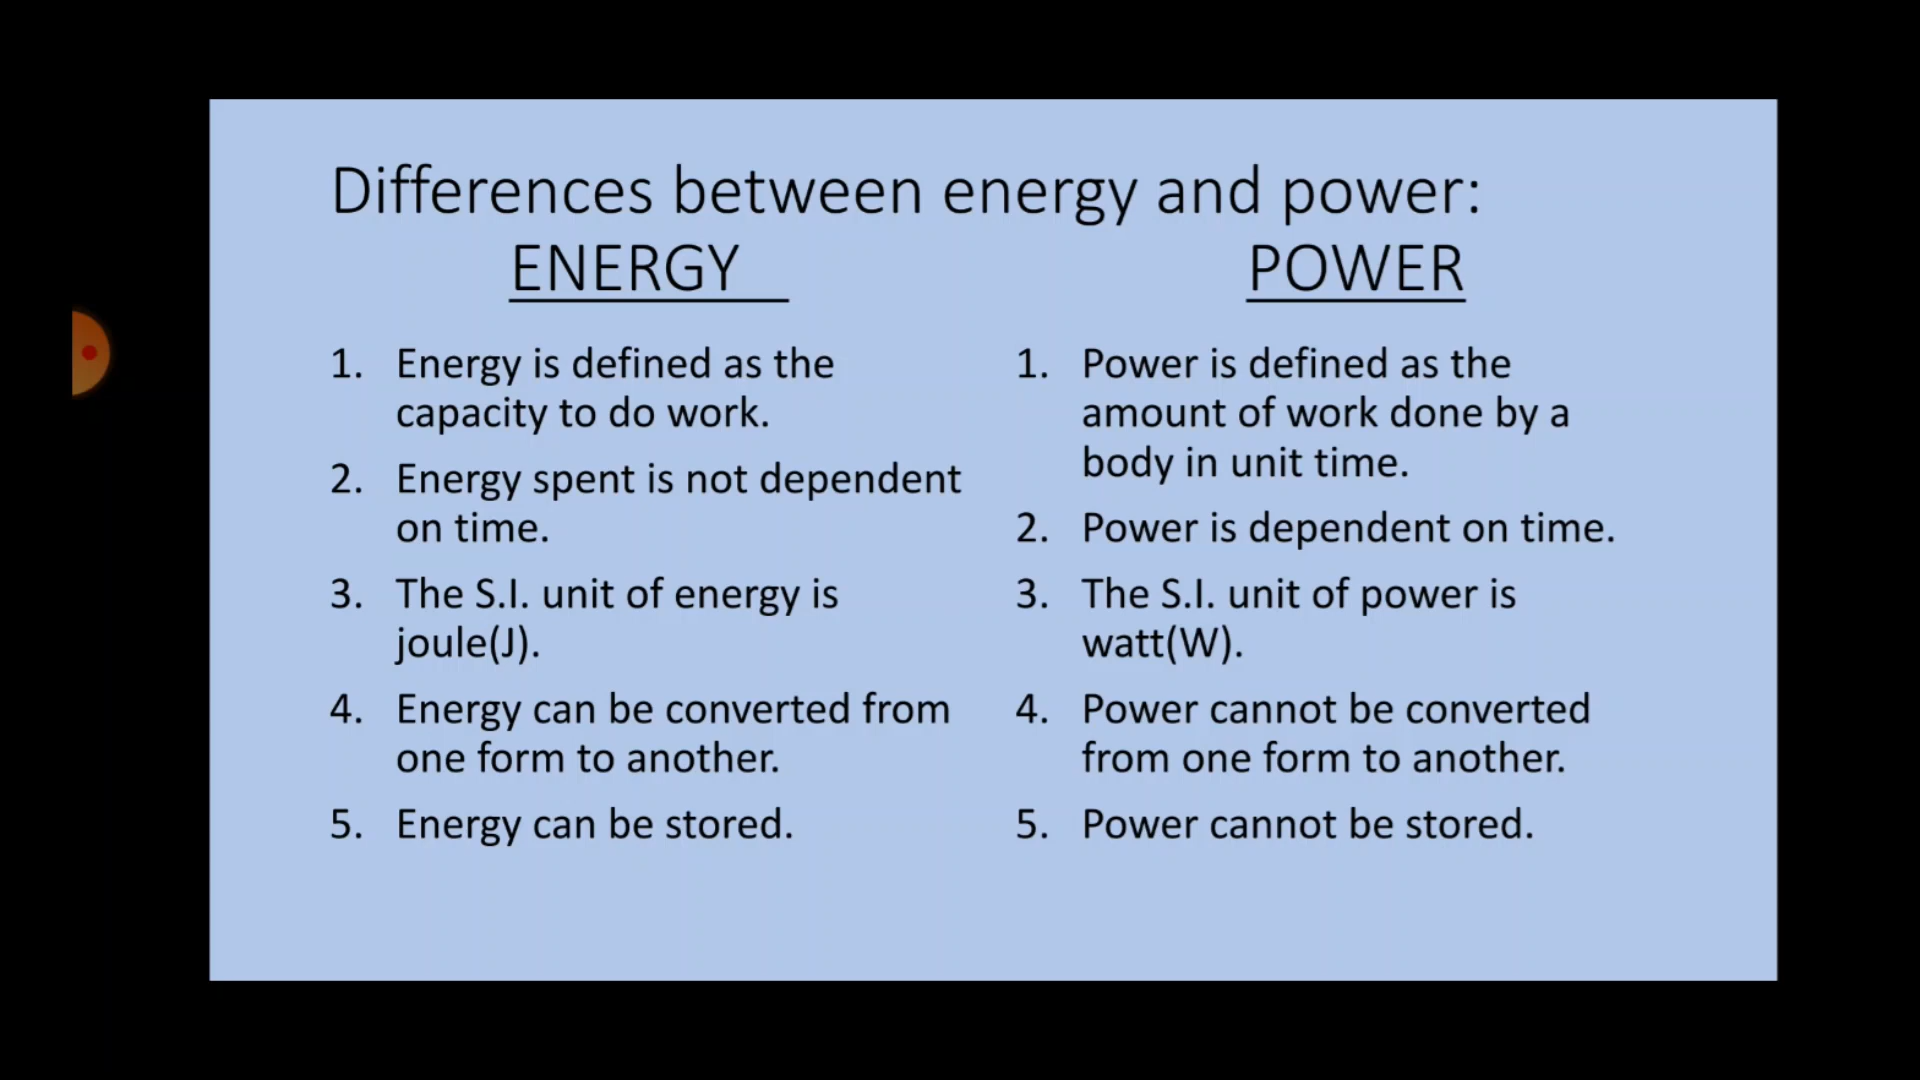 Differences between energy and power:
ENERGY
POWER
1. Energy is defined as the
capacity to do work.
2. Energy spent is not dependent
on time.
3. The S.I. unit of energy is
joule(J).
4. Energy can be converted from
one form to another.
5. Energy can be stored.
1. Power is defined as the
amount of work done by a
body in unit time.
2. Power is dependent on time.
3. The S.I. unit of power is
watt(W).
4. Power cannot be converted
from one form to another.
5. Power cannot be stored.